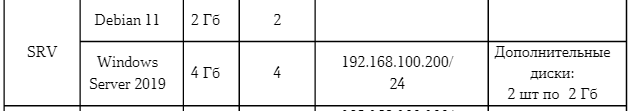 Debian 11 2 Гб 2
SRV
Windows Server 2019 4 Гб 4 192.168.100.200/24 Дополнительные диски: 2 шт по 2 Гб